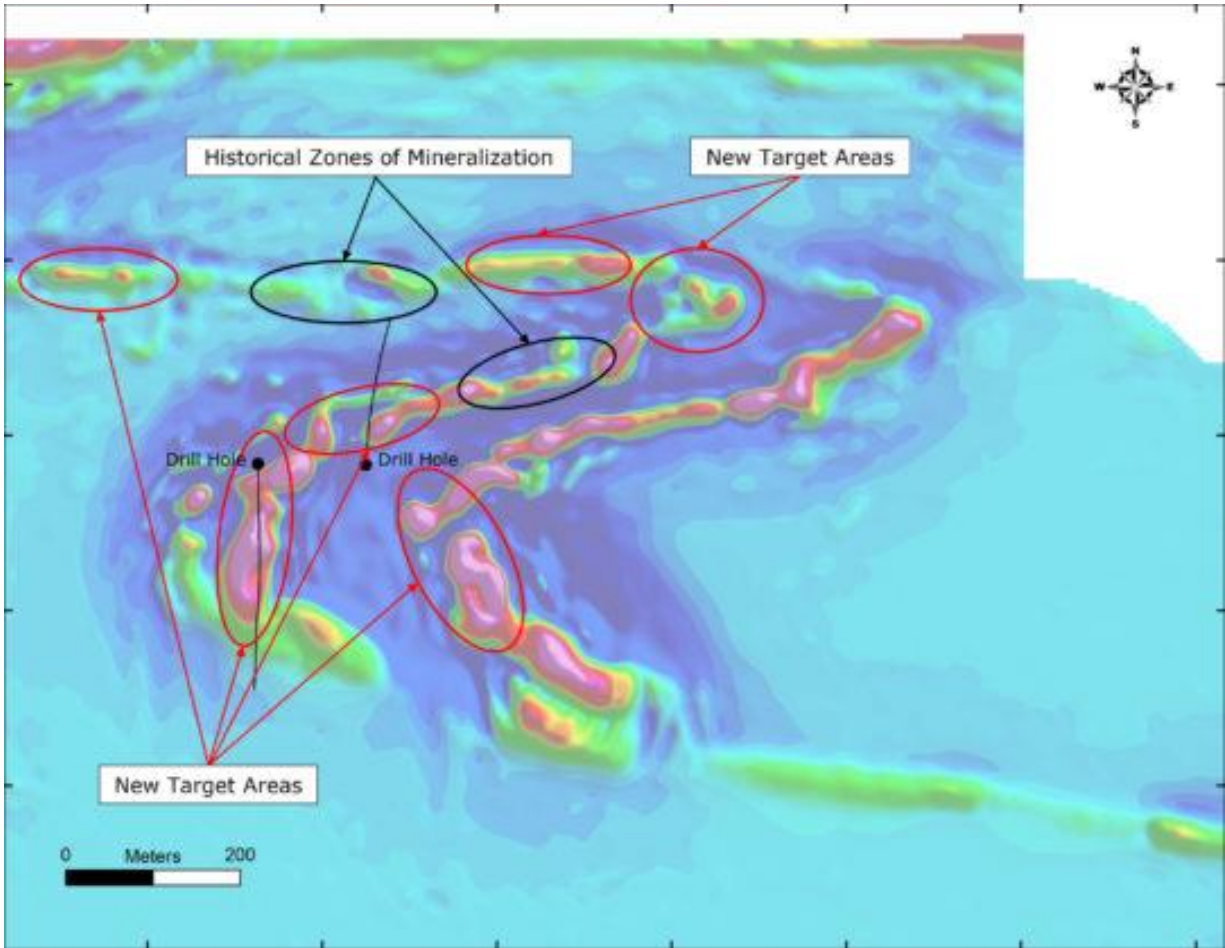 N
W E
S
Historical Zones of Mineralization
New Target Areas
Drill Hole
Drill Hole
New Target Areas
0 Meters 200